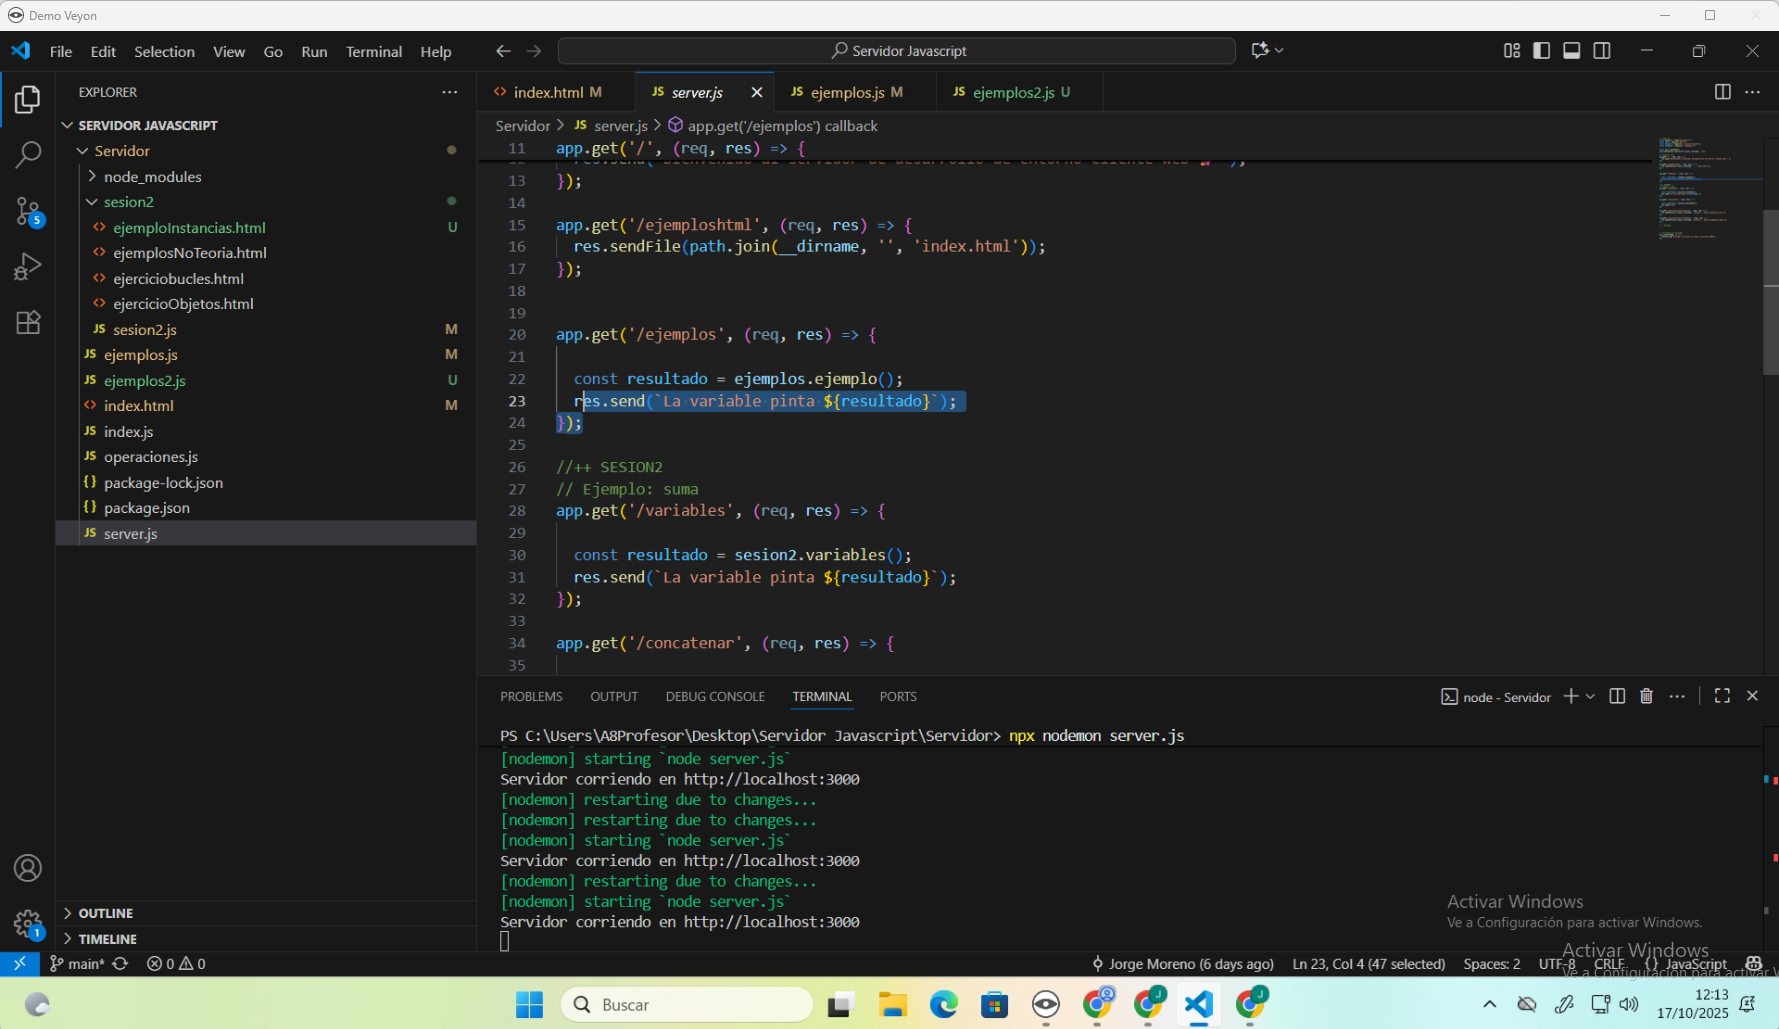 Demo Veyon
File Edit Selection View Go Run Terminal Help
Servidor Javascript
EXPLORER
SERVIDOR JAVASCRIPT
Servidor
node_modules
sesion2
<> ejemploInstancias.html U
<> ejemplosNoTeoria.html
<> ejerciciobucles.html
<> ejercicioObjetos.html
JS sesion2.js M
JS ejemplos.js M
JS ejemplos2.js U
<> index.html M
JS index.js
JS operaciones.js
{} package-lock.json
{} package.json
JS server.js
OUTLINE
TIMELINE
5
1
<> index.html M
JS server.js
JS ejemplos.js M
JS ejemplos2.js U
Servidor > JS server.js > app.get('/ejemplos') callback
11 app.get('/', (req, res) => {
13 });
14
15 app.get('/ejemploshtml', (req, res) => {
16 res.sendFile(path.join(__dirname, '', 'index.html'));
17 });
18
19
20 app.get('/ejemplos', (req, res) => {
21
22 const resultado = ejemplos.ejemplo();
23 res.send(`La variable pinta ${resultado}`);
24 });
25
26 //++ SESION2
27 // Ejemplo: suma
28 app.get('/variables', (req, res) => {
29
30 const resultado = sesion2.variables();
31 res.send(`La variable pinta ${resultado}`);
32 });
33
34 app.get('/concatenar', (req, res) => {
35
PROBLEMS OUTPUT DEBUG CONSOLE TERMINAL PORTS
node - Servidor
PS C:\Users\A8Profesor\Desktop\Servidor Javascript\Servidor> npx nodemon server.js
[nodemon] starting `node server.js`
Servidor corriendo en http://localhost:3000
[nodemon] restarting due to changes...
[nodemon] restarting due to changes...
[nodemon] starting `node server.js`
Servidor corriendo en http://localhost:3000
[nodemon] restarting due to changes...
[nodemon] starting `node server.js`
Servidor corriendo en http://localhost:3000
Activar Windows
Ve a Configuración para activar Windows.
Activar Windows
Ve a Configuración para activar W
main* 0 0
Jorge Moreno (6 days ago) Ln 23, Col 4 (47 selected) Spaces: 2 UTF-8 CRLF {} JavaScript
Buscar
J
J
12:13
17/10/2025